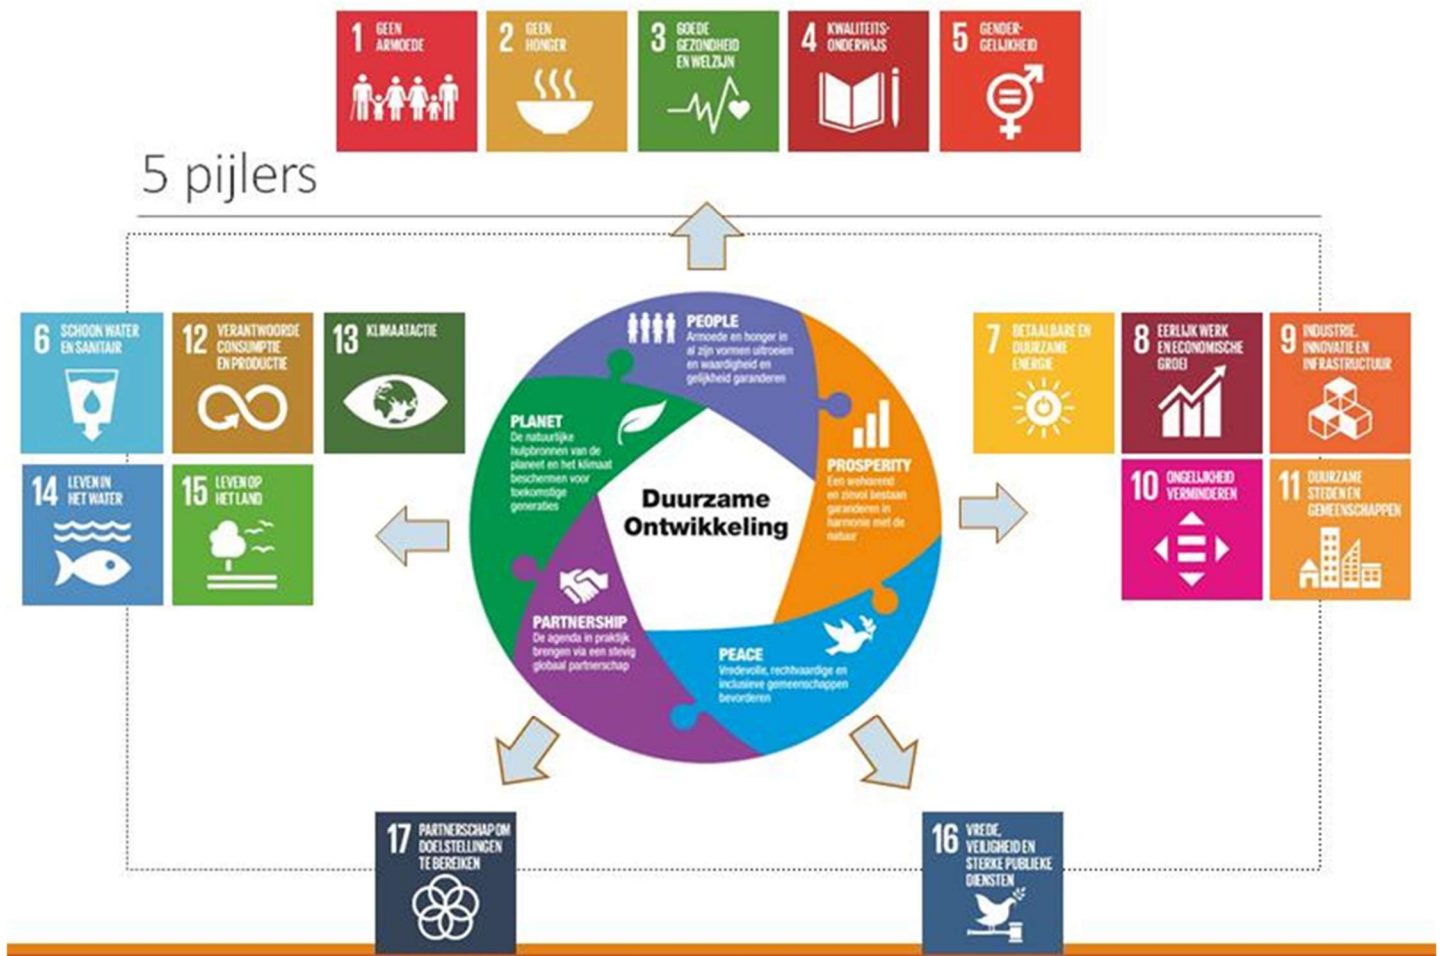 1 GEEN
ARMOEDE
2 GEEN
HONGER
3 GOEDE
GEZONDHEID
EN WELZIJN
4 KWALITEITS-
ONDERWIJS
5 GENDER-
GELIJKHEID
5 pijlers
6 SCHOON WATER
EN SANITAIR
12 VERANTWOORDE
CONSUMPTIE
EN PRODUCTIE
13 KLIMAATACTIE
14 LEVEN IN
HET WATER
15 LEVEN OP
HET LAND
PEOPLE
Armoede en honger in
al zijn vormen uitroeien
en waardigheid en
gelijkheid garanderen
PLANET
De natuurlijke
hulpbronnen van de
planeet en het klimaat
beschermen voor
toekomstige
generaties
Duurzame
Ontwikkeling
PROSPERITY
Een welvarend
en zinvol bestaan
garanderen in
harmonie met de
natuur
PARTNERSHIP
De agenda in praktijk
brengen via een stevig
globaal partnerschap
PEACE
Vredevolle, rechtvaardige en
inclusieve gemeenschappen
bevorderen
7 BETAALBARE EN
DUURZAME
ENERGIE
8 EERLIJK WERK
EN ECONOMISCHE
GROEI
9 INDUSTRIE,
INNOVATIE EN
INFRASTRUCTUUR
10 ONGELIJKHEID
VERMINDEREN
11 DUURZAME
STEDEN EN
GEMEENSCHAPPEN
17 PARTNERSCHAP OM
DOELSTELLINGEN
TE BEREIKEN
16 VREDE,
VEILIGHEID EN
STERKE PUBLIEKE
DIENSTEN